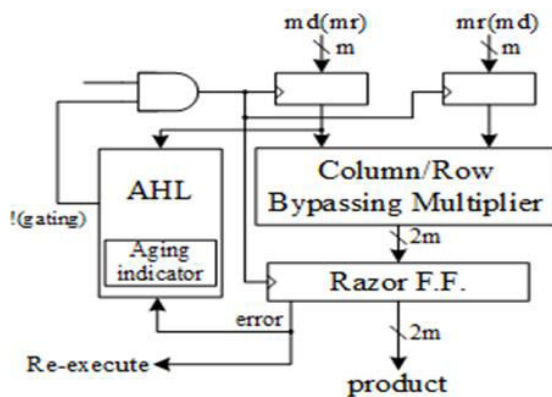 md(mr)
mr(md)
m
m
AHL
Column/Row
Bypassing Multiplier
!(gating)
Aging
indicator
2m
Razor F.F.
error
2m
Re-execute
product